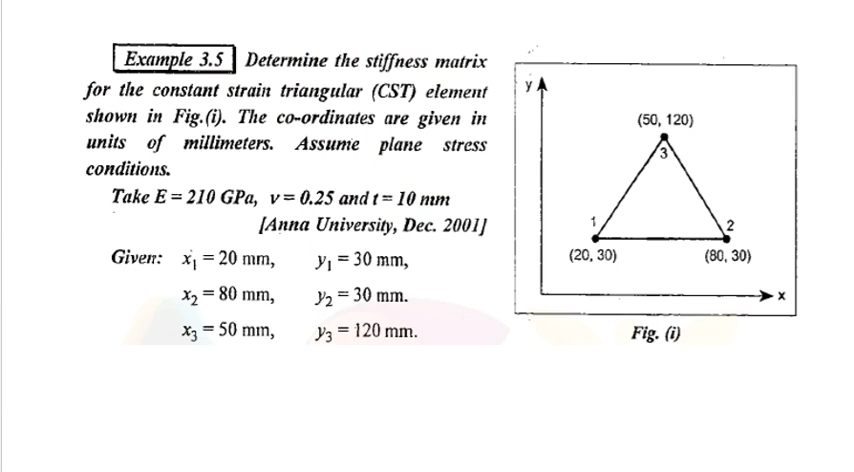 Example 3.5 Determine the stiffness matrix
for the constant strain triangular (CST) element
shown in Fig.(i). The co-ordinates are given in
units of millimeters. Assume plane stress
conditions.
Take E = 210 GPa, ν = 0.25 and t = 10 mm
[Anna University, Dec. 2001]
Given: x₁ = 20 mm, y₁ = 30 mm,
x₂ = 80 mm, y₂ = 30 mm.
x₃ = 50 mm, y₃ = 120 mm.
y
(50, 120)
3
1
2
(20, 30)
(80, 30)
x
Fig. (i)